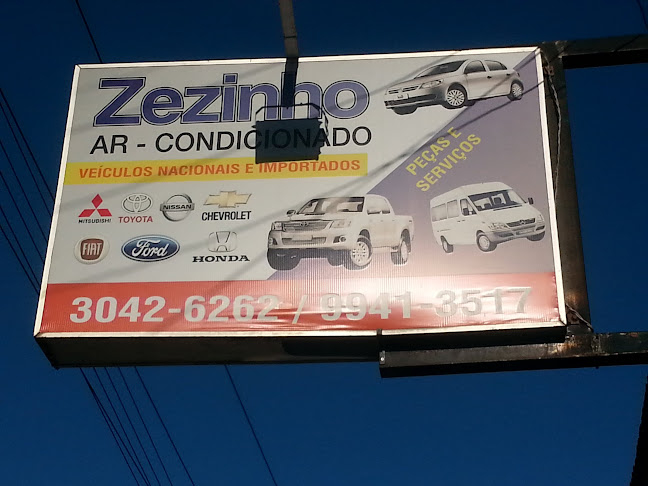 Zezinho
AR - CONDICIONADO
VEÍCULOS NACIONAIS E IMPORTADOS
PEÇAS E
SERVIÇOS
MITSUBISHI
TOYOTA
NISSAN
CHEVROLET
FIAT
Ford
HONDA
3042-6262 / 9941-3517